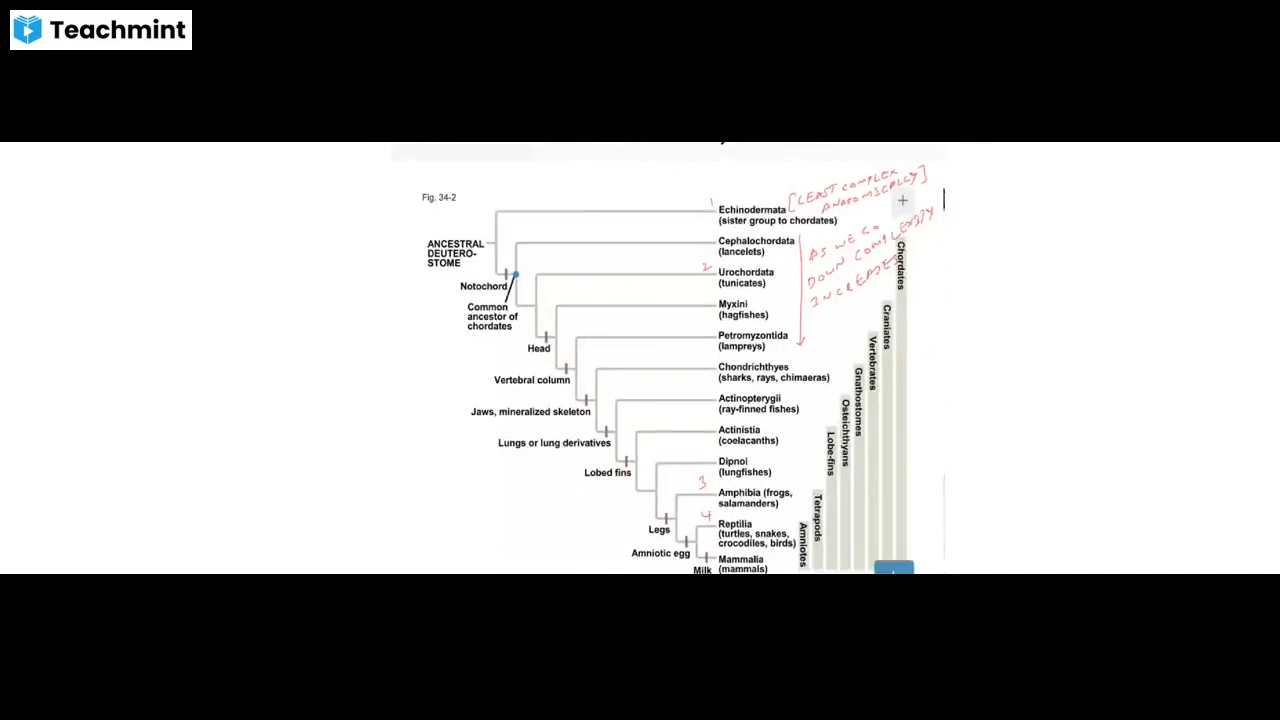 Teachmint
Fig. 34-2
[LEAST COMPLEX
ANATOMICALLY]
1
Echinodermata
(sister group to chordates)
ANCESTRAL
DEUTERO-
STOME
Cephalochordata
(lancelets)
AS WE GO
DOWN COMPLEXITY
INCREASES
2
Urochordata
(tunicates)
Notochord
Common
ancestor of
chordates
Myxini
(hagfishes)
Head
Petromyzontida
(lampreys)
Vertebral column
Chondrichthyes
(sharks, rays, chimaeras)
Jaws, mineralized skeleton
Actinopterygii
(ray-finned fishes)
Lungs or lung derivatives
Actinistia
(coelacanths)
Lobed fins
Dipnoi
(lungfishes)
3
Amphibia (frogs,
salamanders)
Legs
4
Reptilia
(turtles, snakes,
crocodiles, birds)
Amniotic egg
Milk
Mammalia
(mammals)
Chordates
Craniates
Vertebrates
Gnathostomes
Osteichthyans
Lobe-fins
Tetrapods
Amniotes